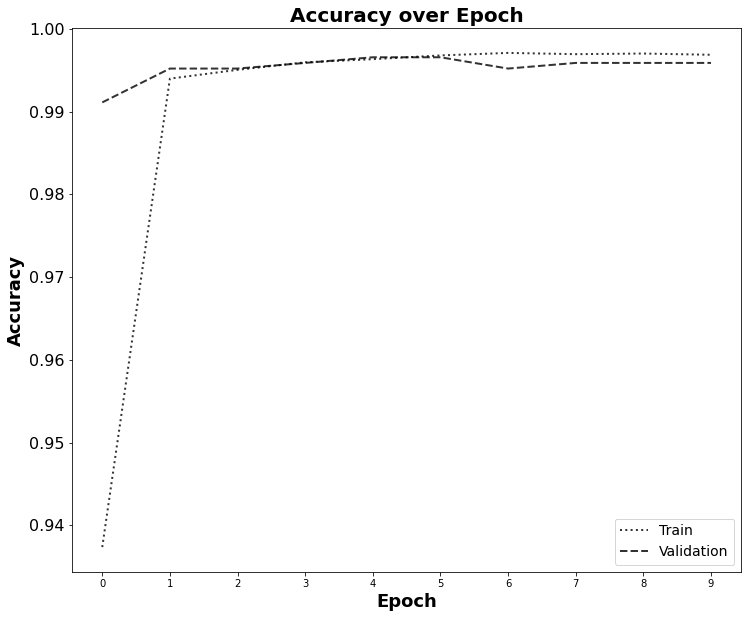 Accuracy over Epoch
Accuracy
1.00
0.99
0.98
0.97
0.96
0.95
0.94
0 1 2 3 4 5 6 7 8 9
Epoch
Train
Validation